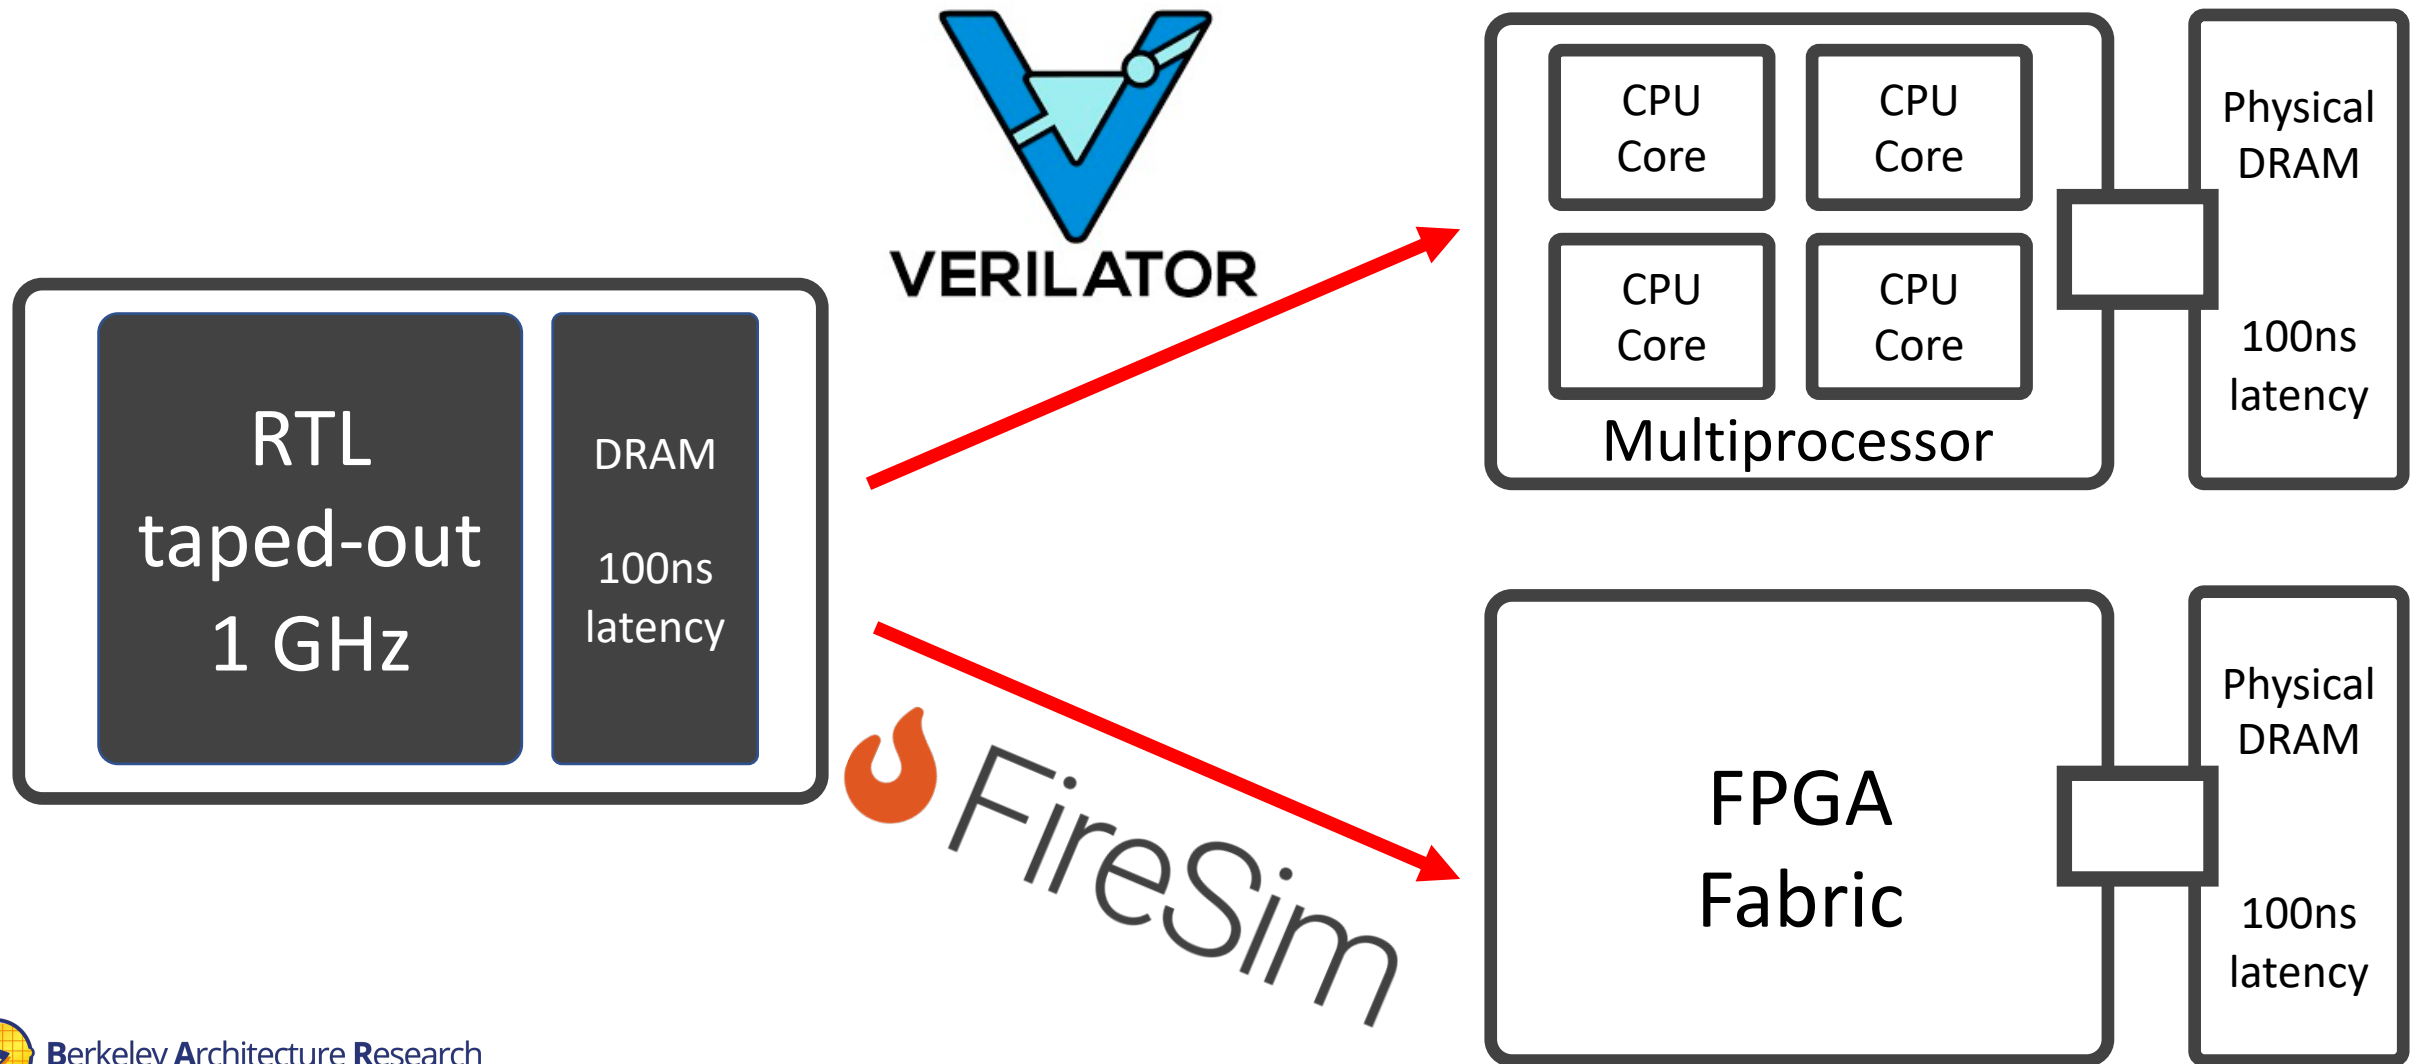 VERILATOR
RTL
taped-out
1 GHz
DRAM
100ns
latency
CPU
Core
CPU
Core
CPU
Core
CPU
Core
Multiprocessor
Physical
DRAM
100ns
latency
FireSim
FPGA
Fabric
Physical
DRAM
100ns
latency
Berkeley Architecture Research